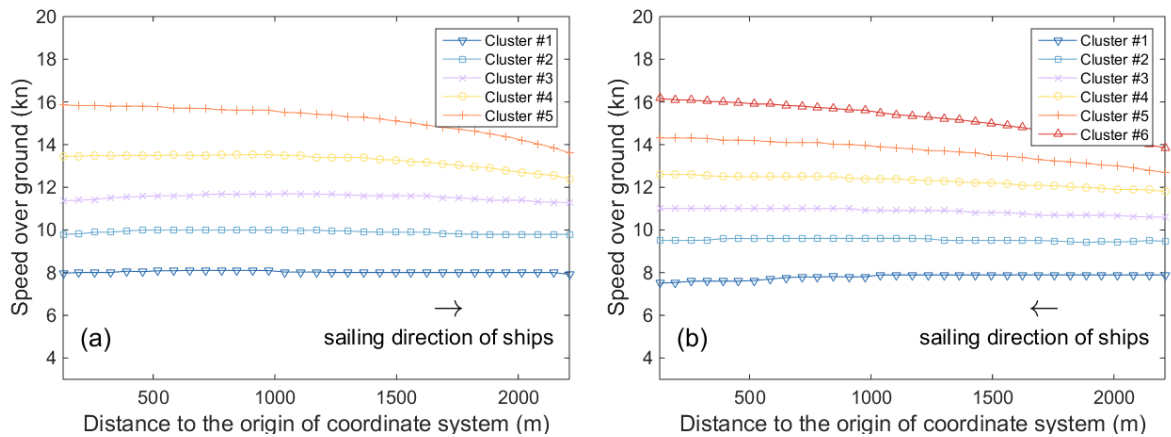 20
18
16
14
12
10
8
6
4
Speed over ground (kn)
Cluster #1
Cluster #2
Cluster #3
Cluster #4
Cluster #5
(a)
→
sailing direction of ships
500
1000
1500
2000
Distance to the origin of coordinate system (m)
20
18
16
14
12
10
8
6
4
Speed over ground (kn)
Cluster #1
Cluster #2
Cluster #3
Cluster #4
Cluster #5
Cluster #6
(b)
←
sailing direction of ships
500
1000
1500
2000
Distance to the origin of coordinate system (m)